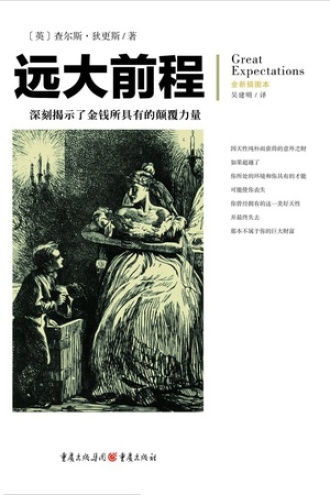 [英]查尔斯·狄更斯/著
远大前程
Great
Expectations
全新插图本
吴建明/译
深刻揭示了金钱所具有的颠覆力量
因天性纯朴而获得的意外之财
如果超越了
你所处的环境和你具有的才能
可能使你丧失
你曾经拥有的这一类好天性
并最终失去
那本不属于你的巨大财富
重庆出版集团 重庆出版社